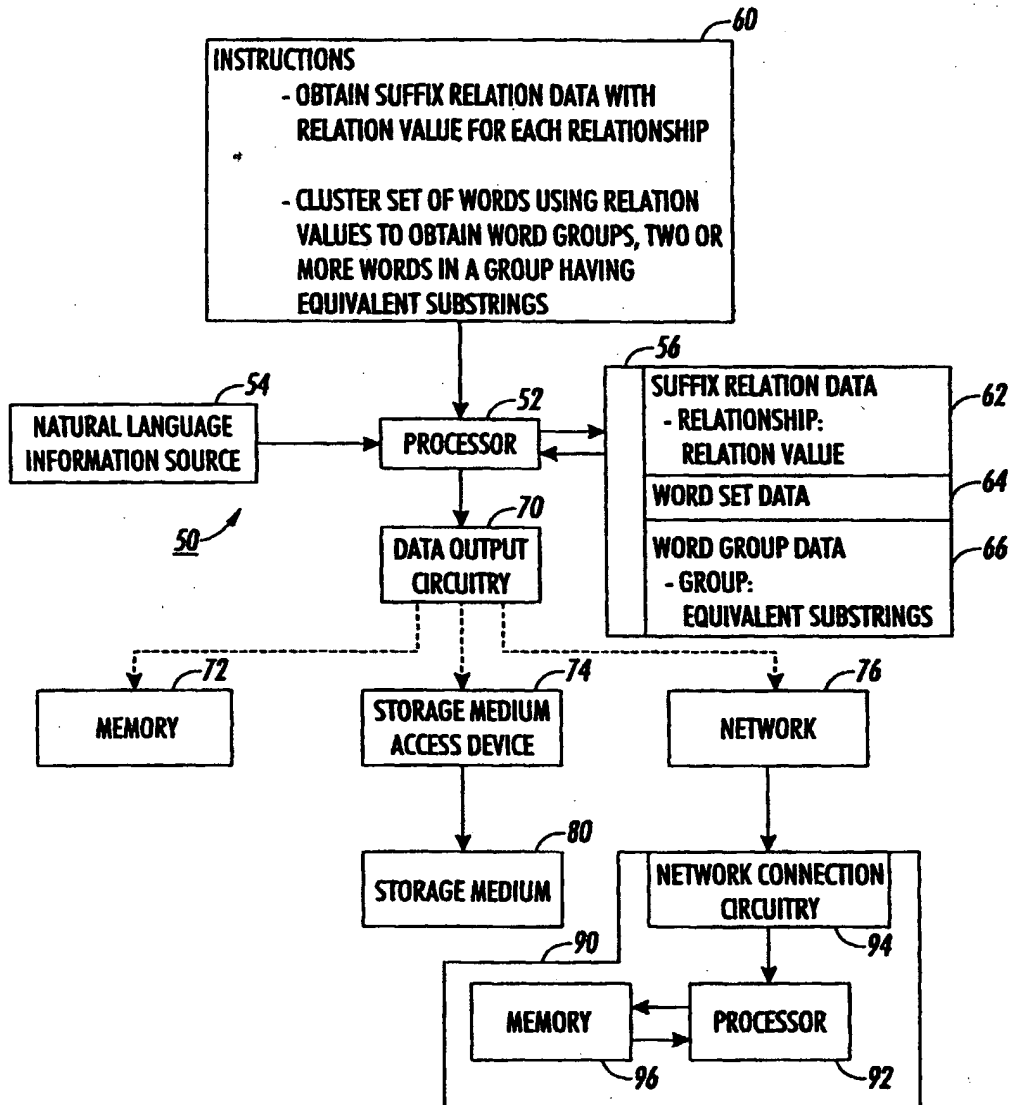 60
INSTRUCTIONS
- OBTAIN SUFFIX RELATION DATA WITH
RELATION VALUE FOR EACH RELATIONSHIP
- CLUSTER SET OF WORDS USING RELATION
VALUES TO OBTAIN WORD GROUPS, TWO OR
MORE WORDS IN A GROUP HAVING
EQUIVALENT SUBSTRINGS
54
NATURAL LANGUAGE
INFORMATION SOURCE
52
PROCESSOR
56
SUFFIX RELATION DATA
- RELATIONSHIP:
RELATION VALUE
62
WORD SET DATA
64
WORD GROUP DATA
- GROUP:
EQUIVALENT SUBSTRINGS
66
50
70
DATA OUTPUT
CIRCUITRY
72
MEMORY
74
STORAGE MEDIUM
ACCESS DEVICE
76
NETWORK
80
STORAGE MEDIUM
NETWORK CONNECTION
CIRCUITRY
94
90
MEMORY
96
PROCESSOR
92